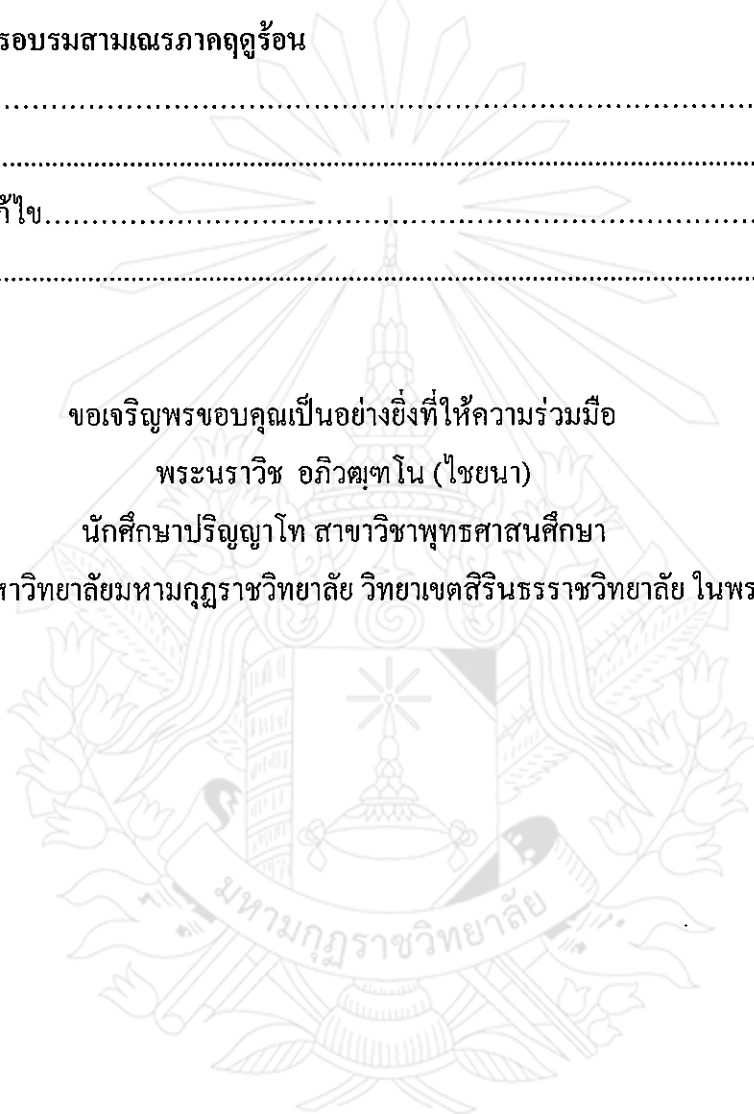 รอบรมสามเณรภาคฤดูร้อน
................................................................................
................................................................................
ก้ไข................................................................................
................................................................................
ขอเจริญพรขอบคุณเป็นอย่างยิ่งที่ให้ความร่วมมือ
พระนราวิช อภิวฑฺฒโน (ไชยนา)
นักศึกษาปริญญาโท สาขาวิชาพุทธศาสนศึกษา
หาวิทยาลัยมหามกุฏราชวิทยาลัย วิทยาเขตสิรินธรราชวิทยาลัย ในพร
มหามกุฏราชวิทยาลัย